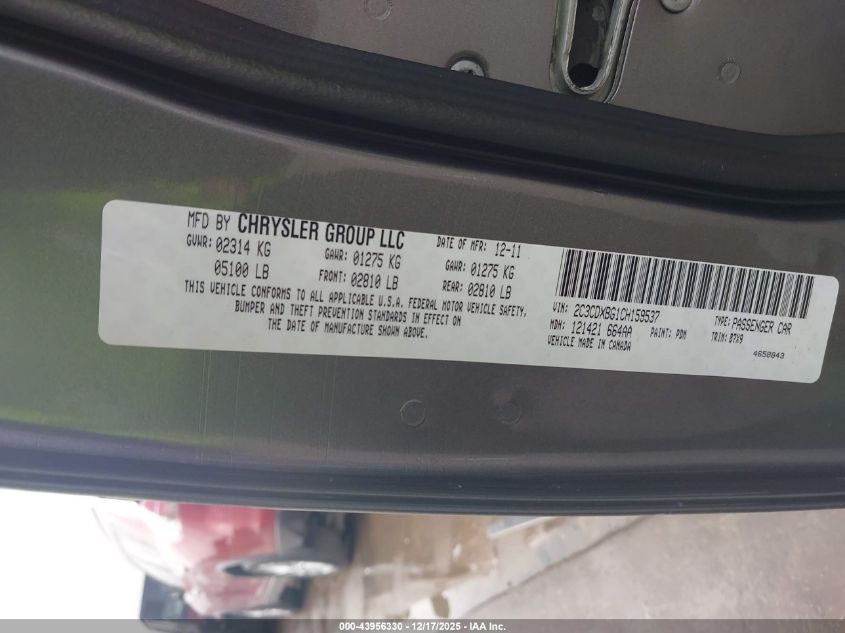 MFD BY CHRYSLER GROUP LLC DATE OF MFR: 12-11
GVWR: 02314 KG GAWR: 01275 KG GAWR: 01275 KG
05100 LB FRONT: 02810 LB REAR: 02810 LB
THIS VEHICLE CONFORMS TO ALL APPLICABLE U.S.A. FEDERAL MOTOR VEHICLE SAFETY,
BUMPER AND THEFT PREVENTION STANDARDS IN EFFECT ON
THE DATE OF MANUFACTURE SHOWN ABOVE.
VIN: 2C3CDXBG1CH159537 TYPE: PASSENGER CAR
MDH: 121421 664AA PAINT: PDM TRIM: B7X9
VEHICLE MADE IN CANADA 4658843
000-43956330 - 12/17/2025 - IAA Inc.